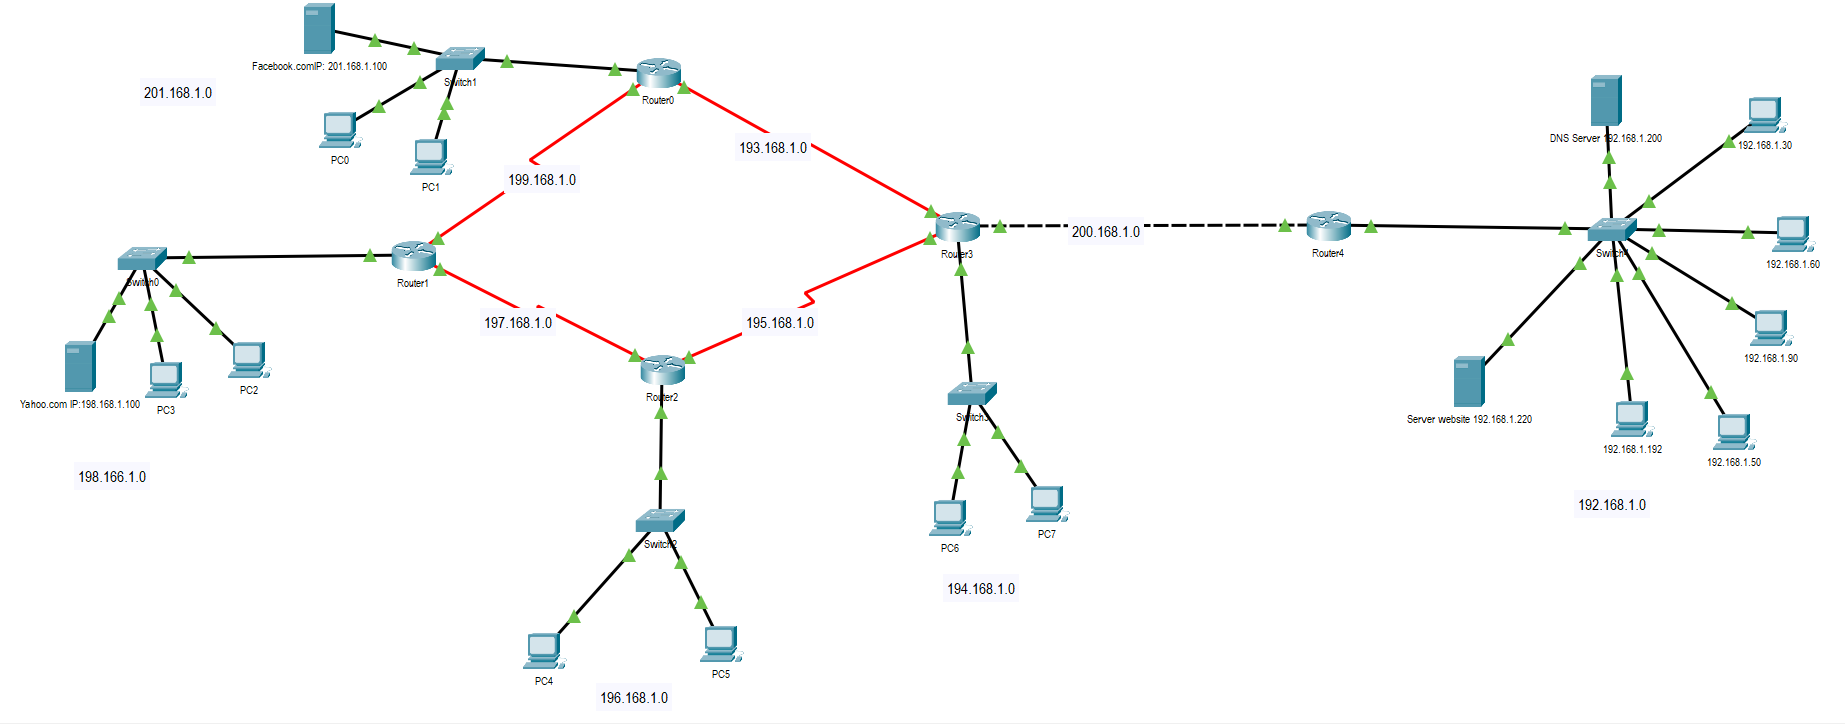 Facebook.comIP: 201.168.1.100
Switch1
Router0
201.168.1.0
PC0
PC1
193.168.1.0
199.168.1.0
DNS Server 192.168.1.200
192.168.1.30
Router3
200.168.1.0
Router4
Switch4
192.168.1.60
Switch0
Router1
197.168.1.0
195.168.1.0
192.168.1.90
Yahoo.com IP:198.168.1.100
PC3
PC2
Router2
Switch3
Server website 192.168.1.220
192.168.1.192
192.168.1.50
198.166.1.0
192.168.1.0
Switch2
PC6
PC7
194.168.1.0
PC4
PC5
196.168.1.0